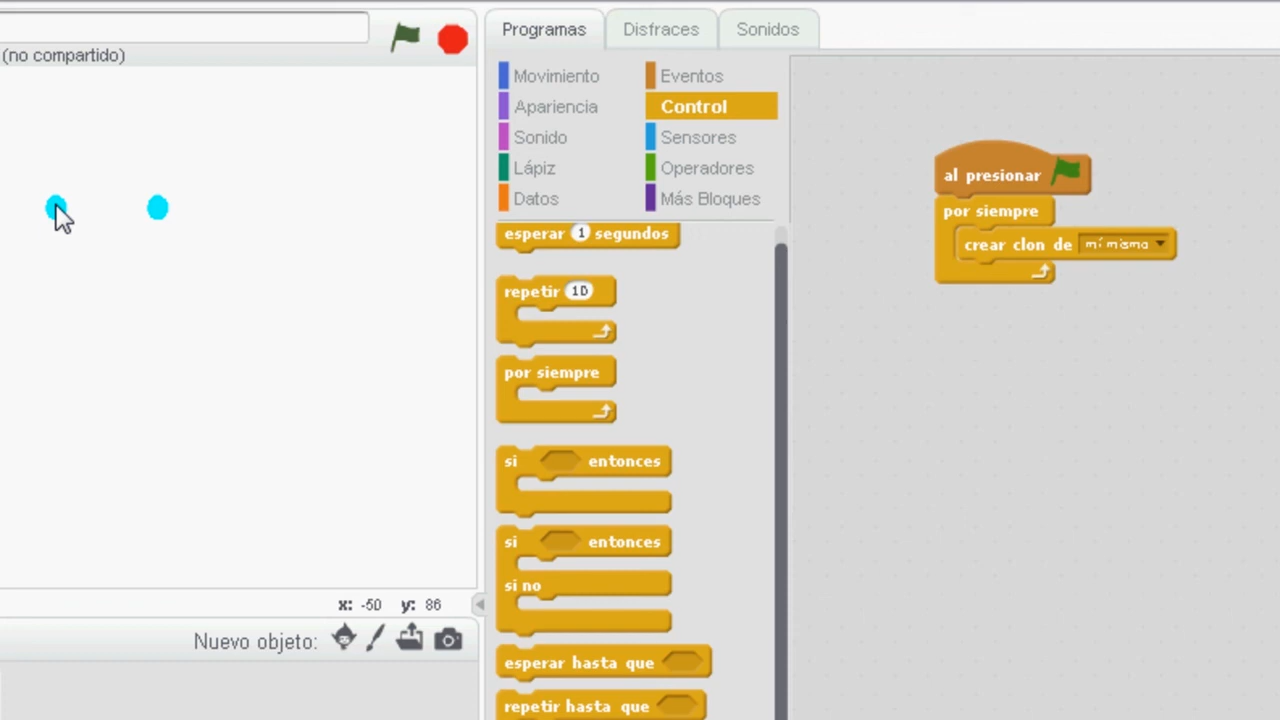 (no compartido)
Programas
Disfraces
Sonidos
Movimiento
Apariencia
Sonido
Lápiz
Datos
Eventos
Control
Sensores
Operadores
Más Bloques
esperar 1 segundos
repetir 10
por siempre
si entonces
si entonces
si no
esperar hasta que
repetir hasta que
al presionar
por siempre
crear clon de mí mismo
x: -50 y: 86
Nuevo objeto: